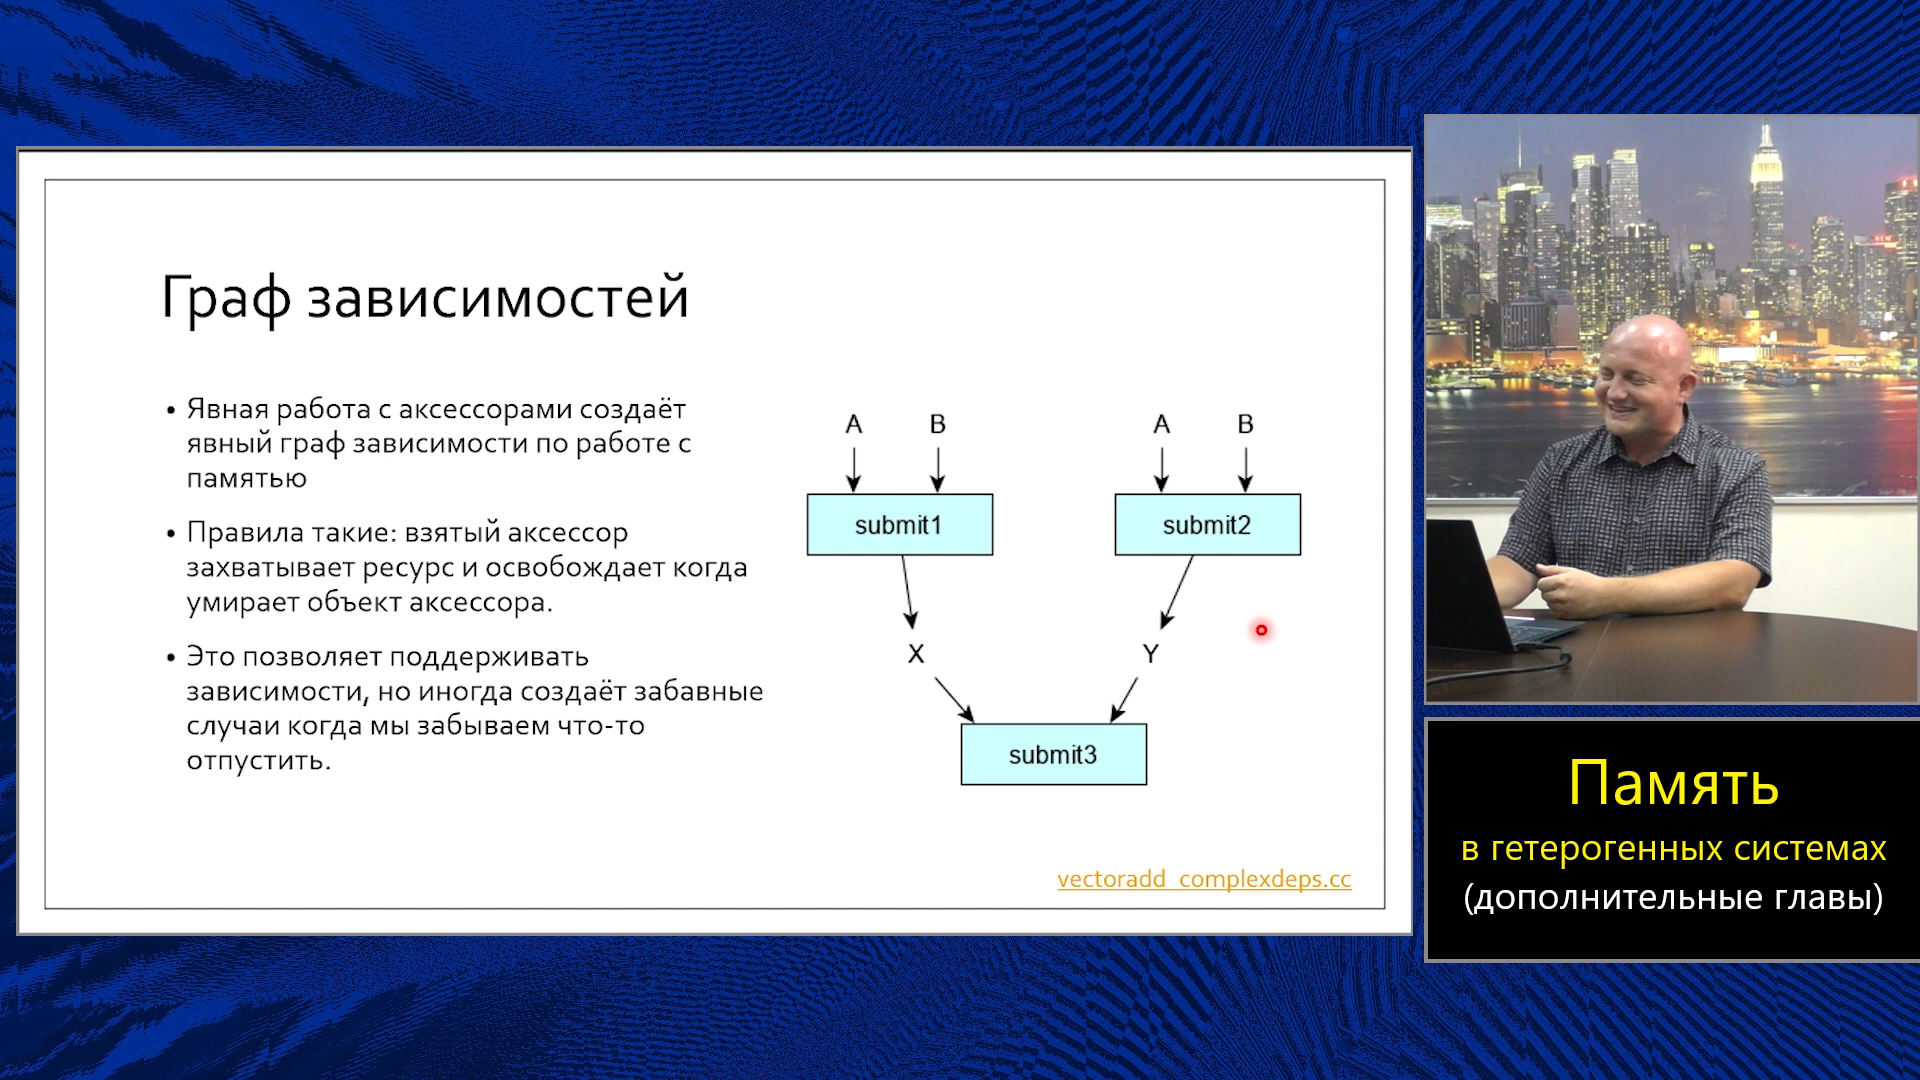 Граф зависимостей
• Явная работа с аксессорами создаёт
явный граф зависимости по работе с
памятью
• Правила такие: взятый аксессор
захватывает ресурс и освобождает когда
умирает объект аксессора.
• Это позволяет поддерживать
зависимости, но иногда создаёт забавные
случаи когда мы забываем что-то
отпустить.
A B A B
submit1 submit2
X Y
submit3
vectoradd_complexdeps.cc
Память
в гетерогенных системах
(дополнительные главы)